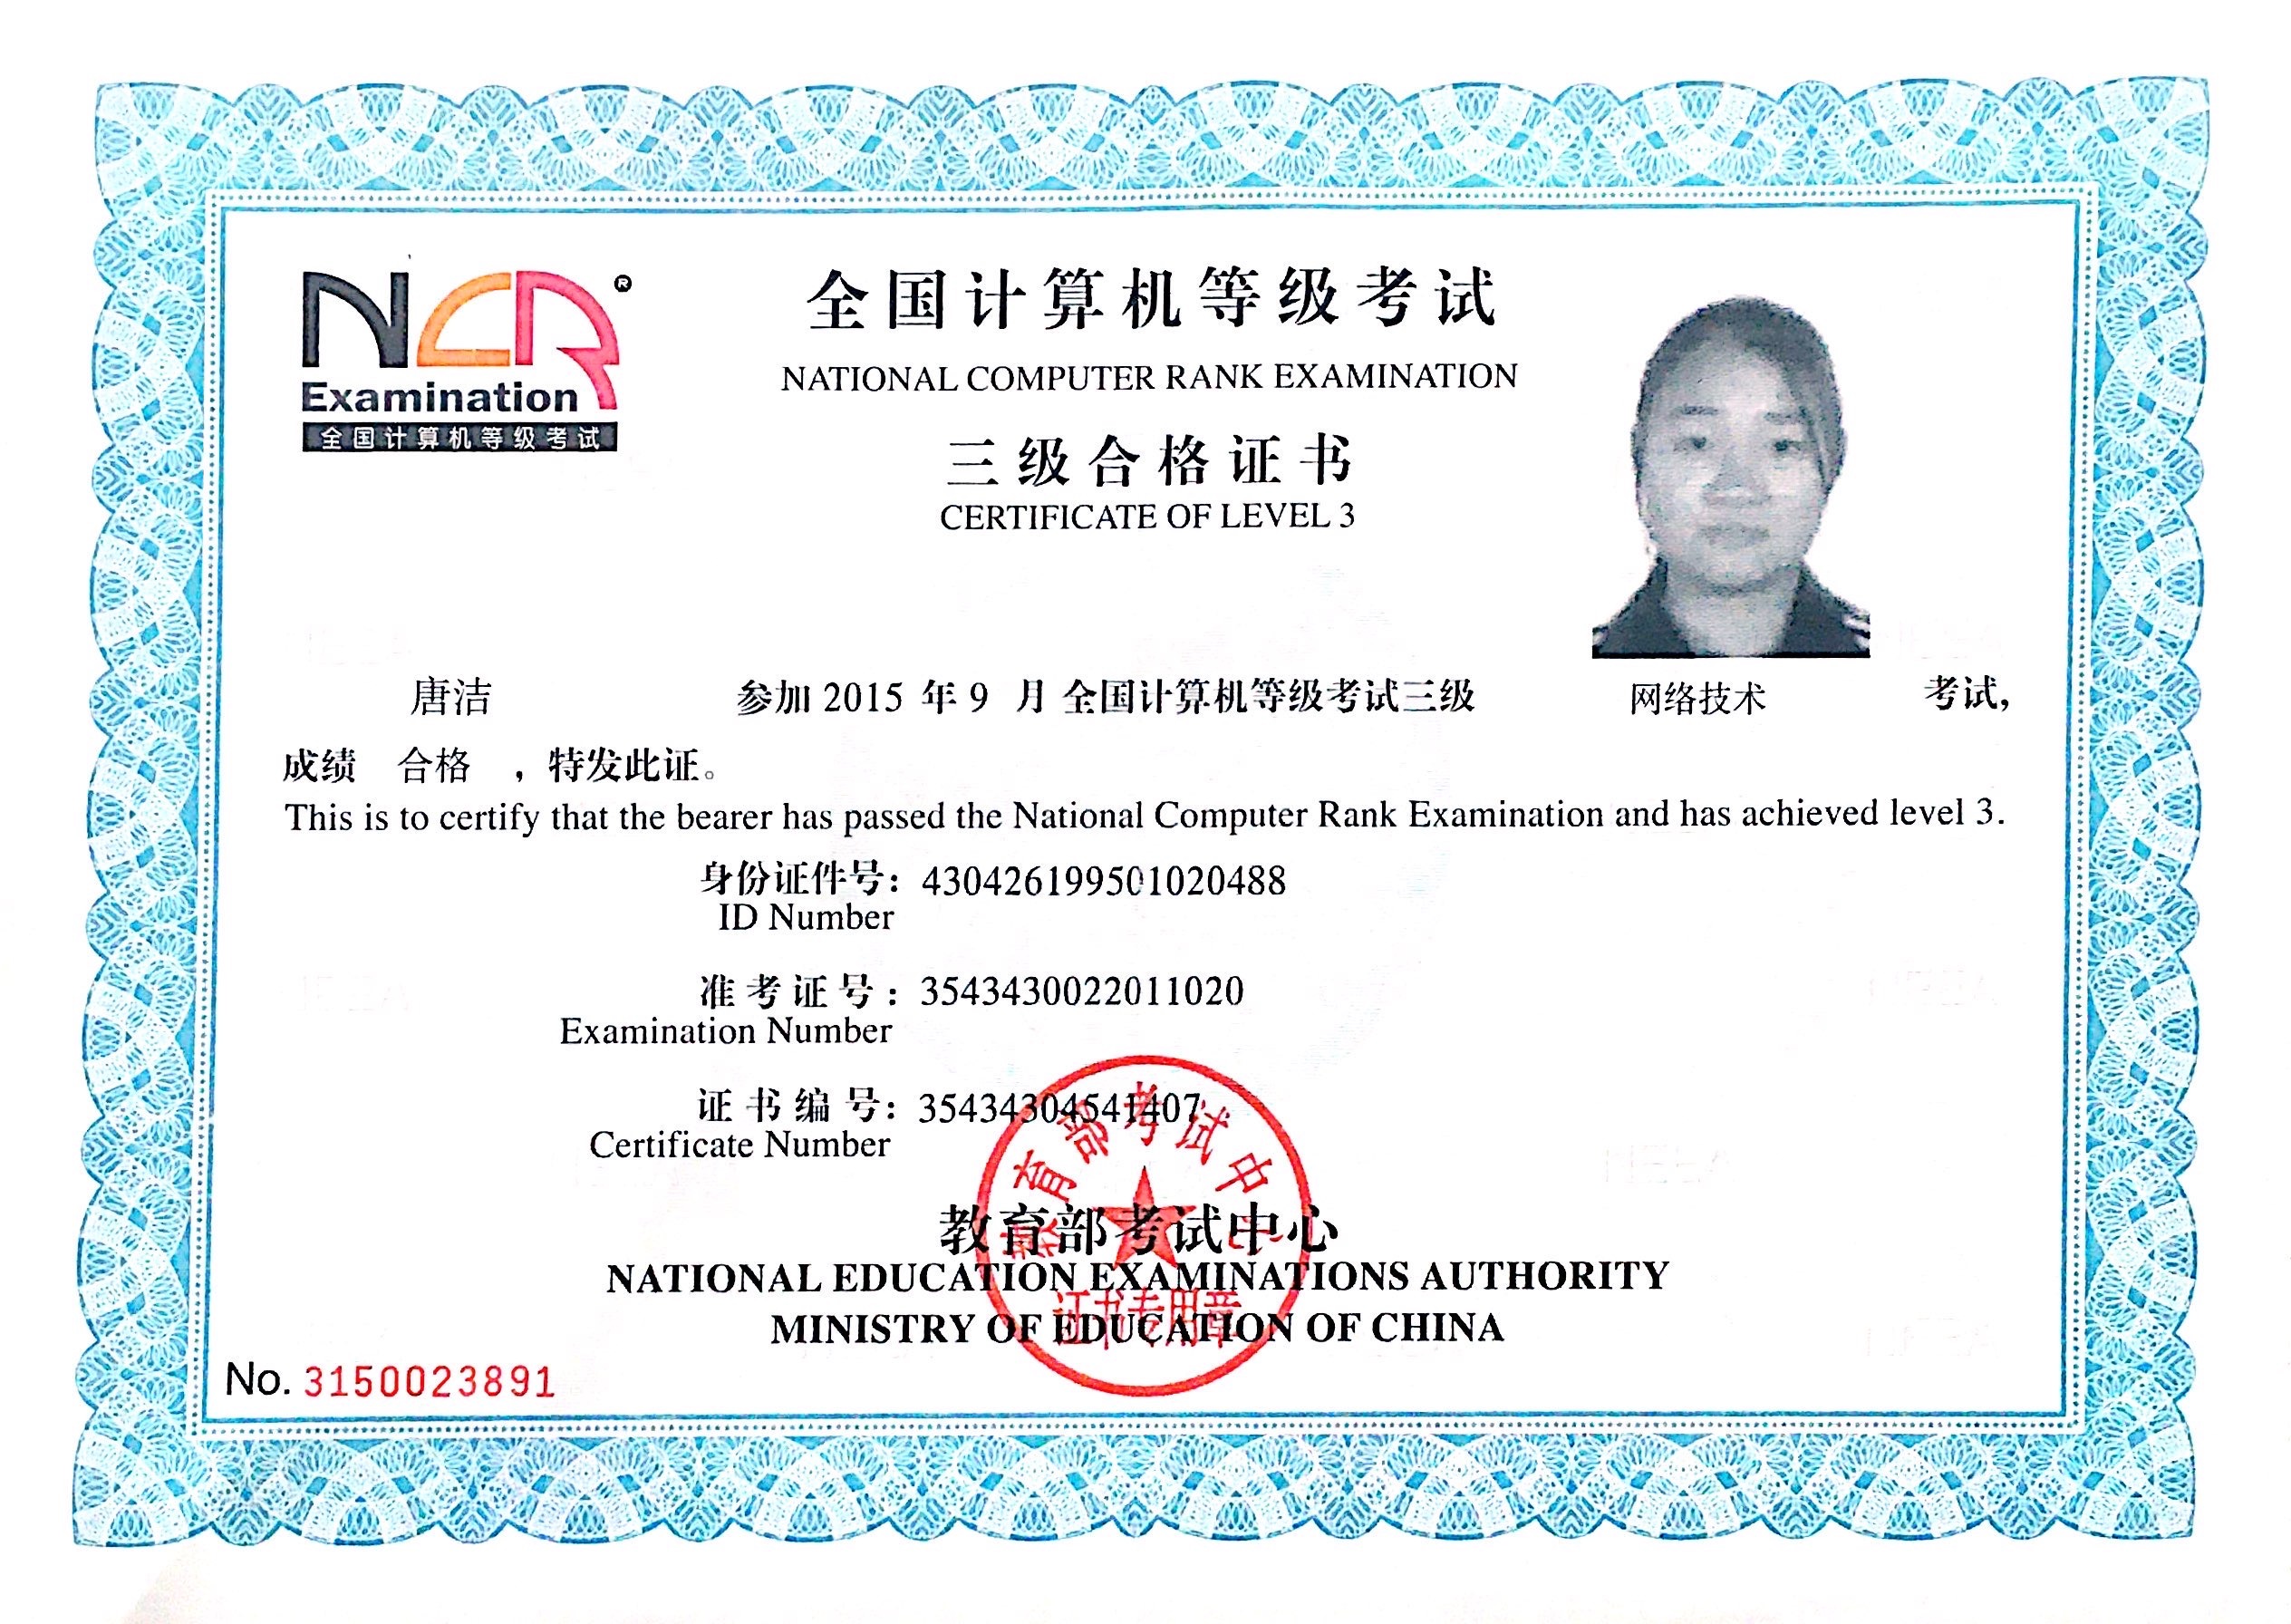 NCR ®
Examination
全国计算机等级考试
全国计算机等级考试
NATIONAL COMPUTER RANK EXAMINATION
三级合格证书
CERTIFICATE OF LEVEL 3
唐洁 参加 2015 年 9 月 全国计算机等级考试三级 网络技术 考试，
成绩 合格 ，特发此证。
This is to certify that the bearer has passed the National Computer Rank Examination and has achieved level 3.
身份证件号：430426199501020488
ID Number
准考证号：3543430022011020
Examination Number
证书编号：35434304541407
Certificate Number
教育部考试中心
教育部考试中心
NATIONAL EDUCATION EXAMINATIONS AUTHORITY
证书专用章
MINISTRY OF EDUCATION OF CHINA
No. 3150023891